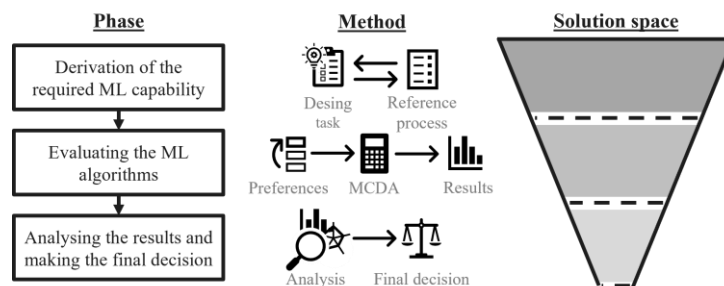 Phase
Method
Solution space
Derivation of the
required ML capability
Desing
task
Reference
process
Evaluating the ML
algorithms
Preferences
MCDA
Results
Analysing the results and
making the final decision
Analysis
Final decision